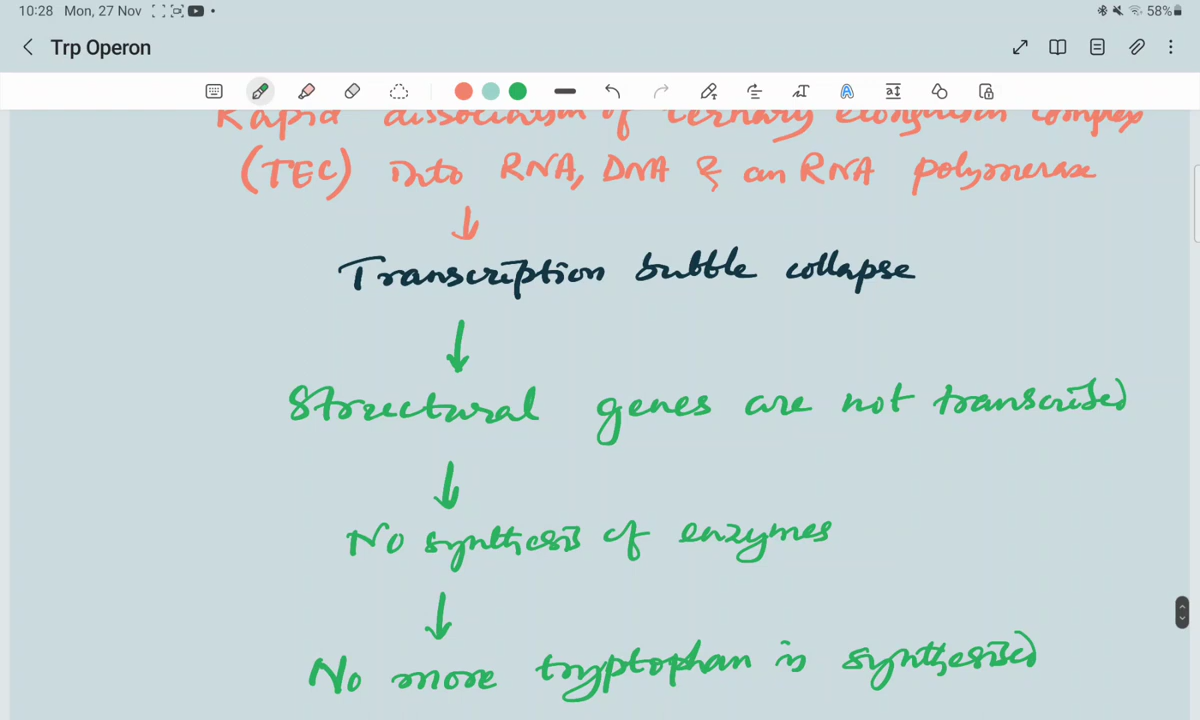 10:28 Mon, 27 Nov 58%
Trp Operon
Rapid dissociation of ternary elongation complex
(TEC) into RNA, DNA & an RNA polymerase
Transcription bubble collapse
Structural genes are not transcribed
No synthesis of enzymes
No more tryptophan is synthesised